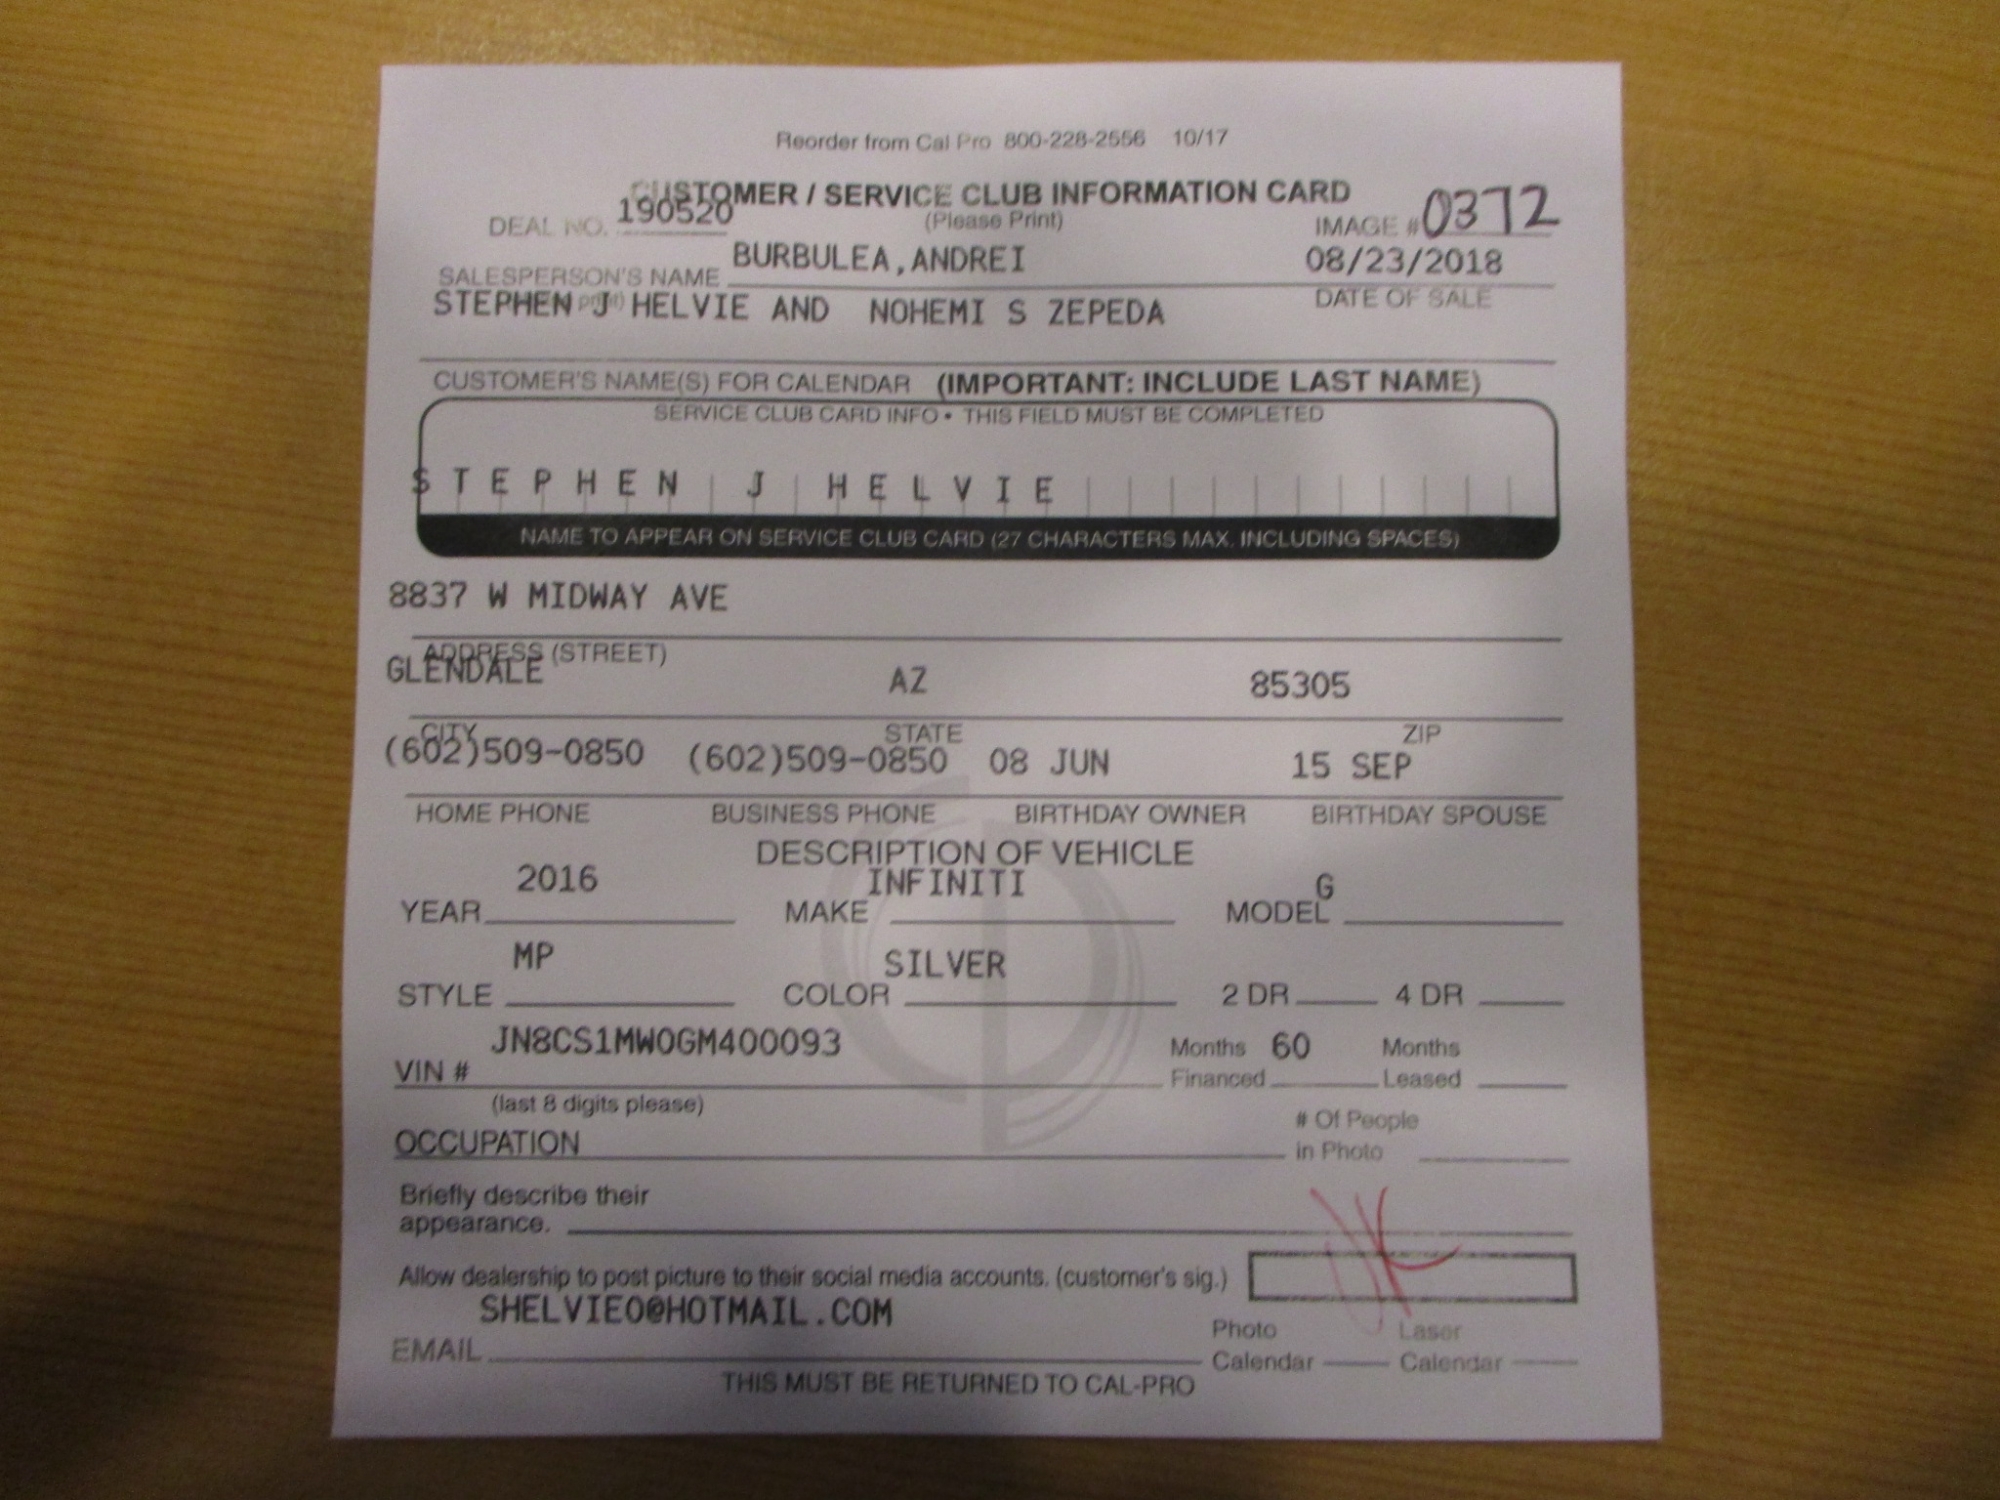 Reorder from Cal Pro 800-228-2556 10/17
CUSTOMER / SERVICE CLUB INFORMATION CARD
(Please Print)
DEAL NO. 190520
IMAGE # 0372
SALESPERSON'S NAME BURBULEA,ANDREI
08/23/2018
DATE OF SALE
STEPHEN J HELVIE AND NOHEMI S ZEPEDA
CUSTOMER'S NAME(S) FOR CALENDAR (IMPORTANT: INCLUDE LAST NAME)
SERVICE CLUB CARD INFO • THIS FIELD MUST BE COMPLETED
STEPHEN J HELVIE
NAME TO APPEAR ON SERVICE CLUB CARD (27 CHARACTERS MAX. INCLUDING SPACES)
8837 W MIDWAY AVE
ADDRESS (STREET)
GLENDALE AZ 85305
CITY STATE ZIP
(602)509-0850 (602)509-0850 08 JUN 15 SEP
HOME PHONE BUSINESS PHONE BIRTHDAY OWNER BIRTHDAY SPOUSE
DESCRIPTION OF VEHICLE
YEAR 2016 MAKE INFINITI MODEL G
STYLE MP COLOR SILVER 2 DR 4 DR
VIN # JN8CS1MW0GM400093
(last 8 digits please)
Months Financed 60 Months Leased
OCCUPATION
# Of People in Photo
Briefly describe their
appearance.
Allow dealership to post picture to their social media accounts. (customer's sig.)
EMAIL SHELVIE0@HOTMAIL.COM
Photo Calendar Laser Calendar
THIS MUST BE RETURNED TO CAL-PRO